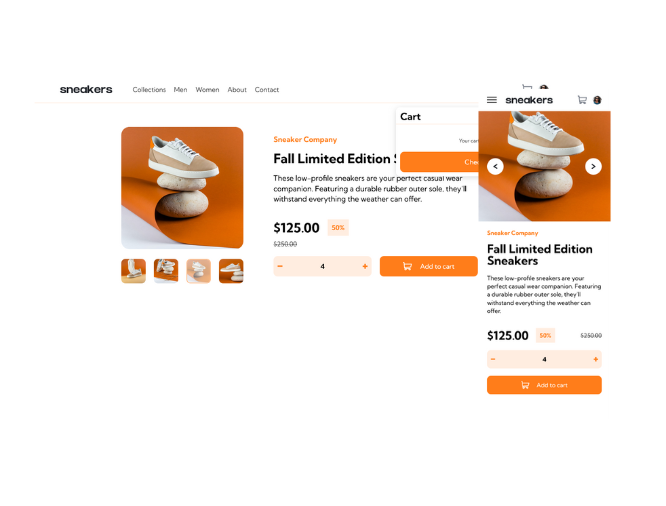 sneakers
Collections Men Women About Contact
Cart
Your
Sneaker Company
Fall Limited Edition
These low-profile sneakers are your perfect casual wear
companion. Featuring a durable rubber outer sole, they'll
withstand everything the weather can offer.
$125.00 50%
$250.00
− 4 +
Add to cart
sneakers
Sneaker Company
Fall Limited Edition
Sneakers
These low-profile sneakers are your
perfect casual wear companion. Featuring
a durable rubber outer sole, they'll
withstand everything the weather can
offer.
$125.00 50% $250.00
− 4 +
Add to cart